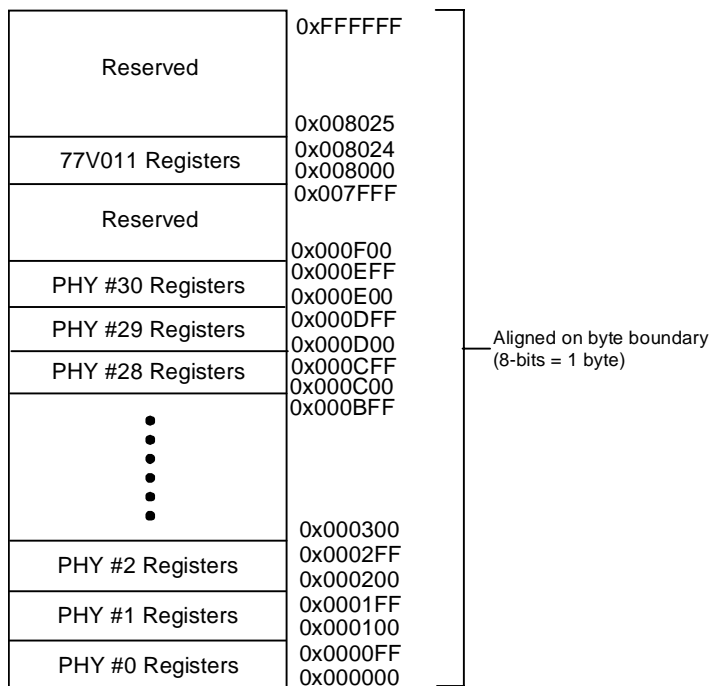 0xFFFFFF
Reserved
0x008025
0x008024
77V011 Registers
0x008000
0x007FFF
Reserved
0x000F00
0x000EFF
PHY #30 Registers
0x000E00
0x000DFF
PHY #29 Registers
0x000D00
0x000CFF
PHY #28 Registers
0x000C00
0x000BFF
0x000300
0x0002FF
PHY #2 Registers
0x000200
0x0001FF
PHY #1 Registers
0x000100
0x0000FF
PHY #0 Registers
0x000000
Aligned on byte boundary
(8-bits = 1 byte)